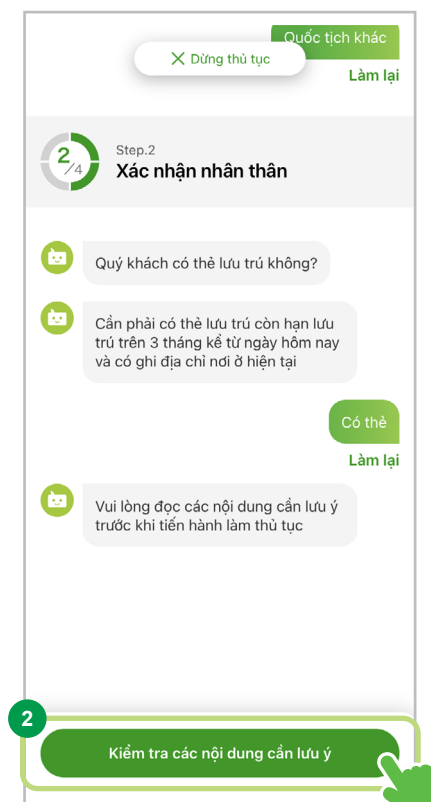 Quốc tịch khác
Dừng thủ tục
Làm lại
2/4
Step.2
Xác nhận nhân thân
Quý khách có thẻ lưu trú không?
Cần phải có thẻ lưu trú còn hạn lưu
trú trên 3 tháng kể từ ngày hôm nay
và có ghi địa chỉ nơi ở hiện tại
Có thẻ
Làm lại
Vui lòng đọc các nội dung cần lưu ý
trước khi tiến hành làm thủ tục
2
Kiểm tra các nội dung cần lưu ý